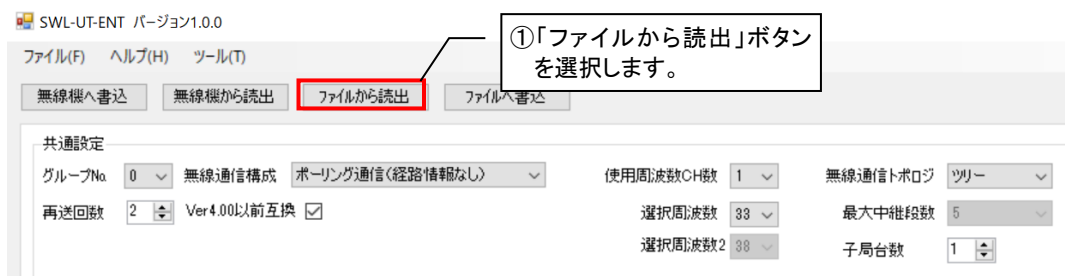 SWL-UT-ENT バージョン1.0.0
①「ファイルから読出」ボタン
を選択します。
ファイル(F) ヘルプ(H) ツール(T)
無線機へ書込 無線機から読出 ファイルから読出 ファイルへ書込
共通設定
グループNo. 0 無線通信構成 ポーリング通信(経路情報なし) 使用周波数CH数 1 無線通信トポロジ ツリー
再送回数 2 Ver4.00以前互換 選択周波数 33 最大中継段数 5
選択周波数2 38 子局台数 1